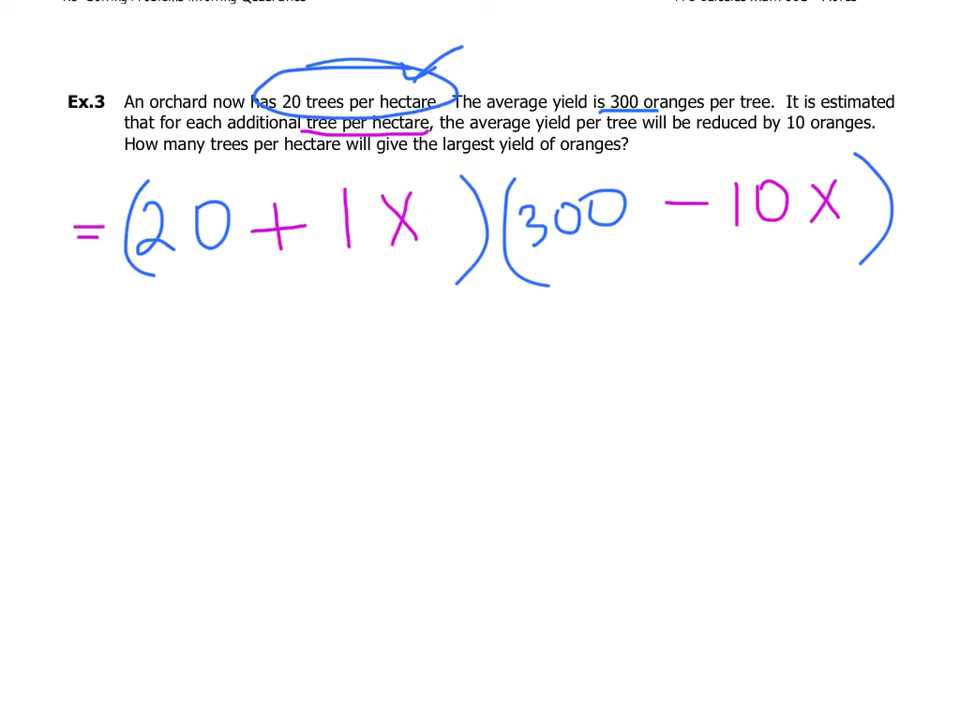 Ex.3 An orchard now has 20 trees per hectare. The average yield is 300 oranges per tree. It is estimated
that for each additional tree per hectare, the average yield per tree will be reduced by 10 oranges.
How many trees per hectare will give the largest yield of oranges?
= (20 + 1x)(300 - 10x)